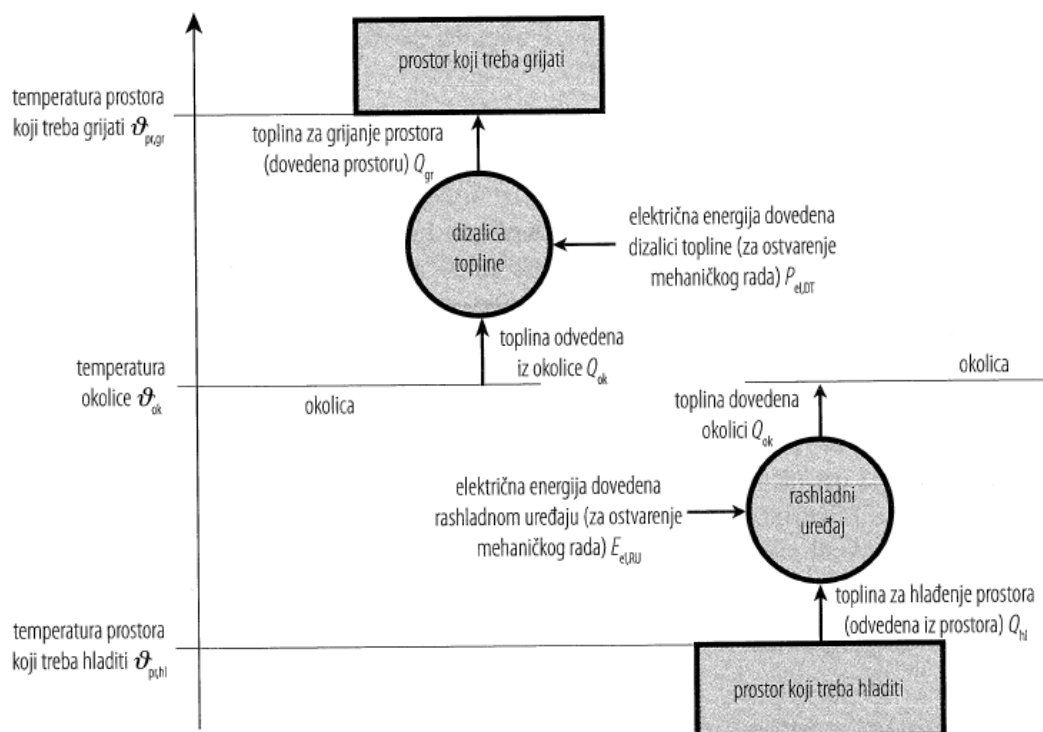 prostor koji treba grijati
temperatura prostora
koji treba grijati ϑpr,gr
toplina za grijanje prostora
(dovedena prostoru) Qgr
dizalica
topline
električna energija dovedena
dizalici topline (za ostvarenje
mehaničkog rada) Pel,DT
toplina odvedena
iz okolice Qok
temperatura
okolice ϑok
okolica
okolica
toplina dovedena
okolici Qok
električna energija dovedena
rashladnom uređaju (za ostvarenje
mehaničkog rada) Eel,RU
rashladni
uređaj
toplina za hlađenje prostora
(odvedena iz prostora) Qhl
temperatura prostora
koji treba hladiti ϑpr,hl
prostor koji treba hladiti